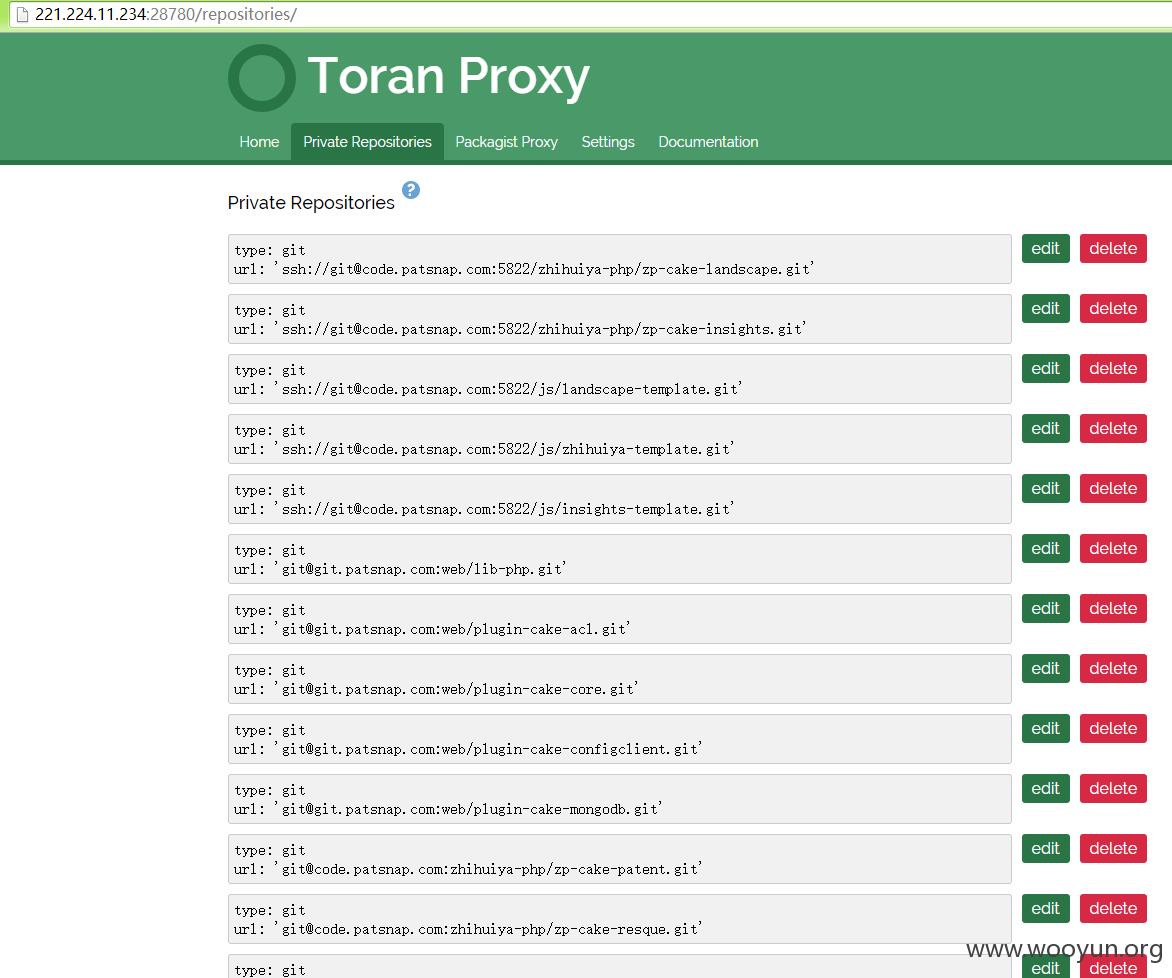 221.224.11.234:28780/repositories/
Toran Proxy
Home Private Repositories Packagist Proxy Settings Documentation
Private Repositories ?
type: git
url: 'ssh://git@code.patsnap.com:5822/zhihuiya-php/zp-cake-landscape.git'
edit delete
type: git
url: 'ssh://git@code.patsnap.com:5822/zhihuiya-php/zp-cake-insights.git'
edit delete
type: git
url: 'ssh://git@code.patsnap.com:5822/js/landscape-template.git'
edit delete
type: git
url: 'ssh://git@code.patsnap.com:5822/js/zhihuiya-template.git'
edit delete
type: git
url: 'ssh://git@code.patsnap.com:5822/js/insights-template.git'
edit delete
type: git
url: 'git@git.patsnap.com:web/lib-php.git'
edit delete
type: git
url: 'git@git.patsnap.com:web/plugin-cake-acl.git'
edit delete
type: git
url: 'git@git.patsnap.com:web/plugin-cake-core.git'
edit delete
type: git
url: 'git@git.patsnap.com:web/plugin-cake-configclient.git'
edit delete
type: git
url: 'git@git.patsnap.com:web/plugin-cake-mongodb.git'
edit delete
type: git
url: 'git@code.patsnap.com:zhihuiya-php/zp-cake-patent.git'
edit delete
type: git
url: 'git@code.patsnap.com:zhihuiya-php/zp-cake-resque.git'
edit delete
type: git
edit delete
www.wooyun.org